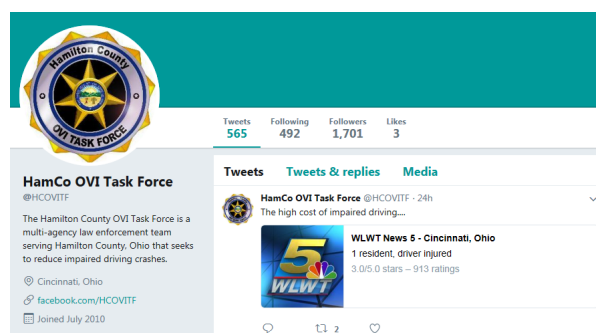 Hamilton County
OVI TASK FORCE
Tweets Following Followers Likes
565 492 1,701 3
Tweets Tweets & replies Media
HamCo OVI Task Force
@HCOVITF
The Hamilton County OVI Task Force is a
multi-agency law enforcement team
serving Hamilton County, Ohio that seeks
to reduce impaired driving crashes.
Cincinnati, Ohio
facebook.com/HCOVITF
Joined July 2010
HamCo OVI Task Force @HCOVITF · 24h
The high cost of impaired driving....
5
WLWT
WLWT News 5 - Cincinnati, Ohio
1 resident, driver injured
3.0/5.0 stars – 913 ratings
2